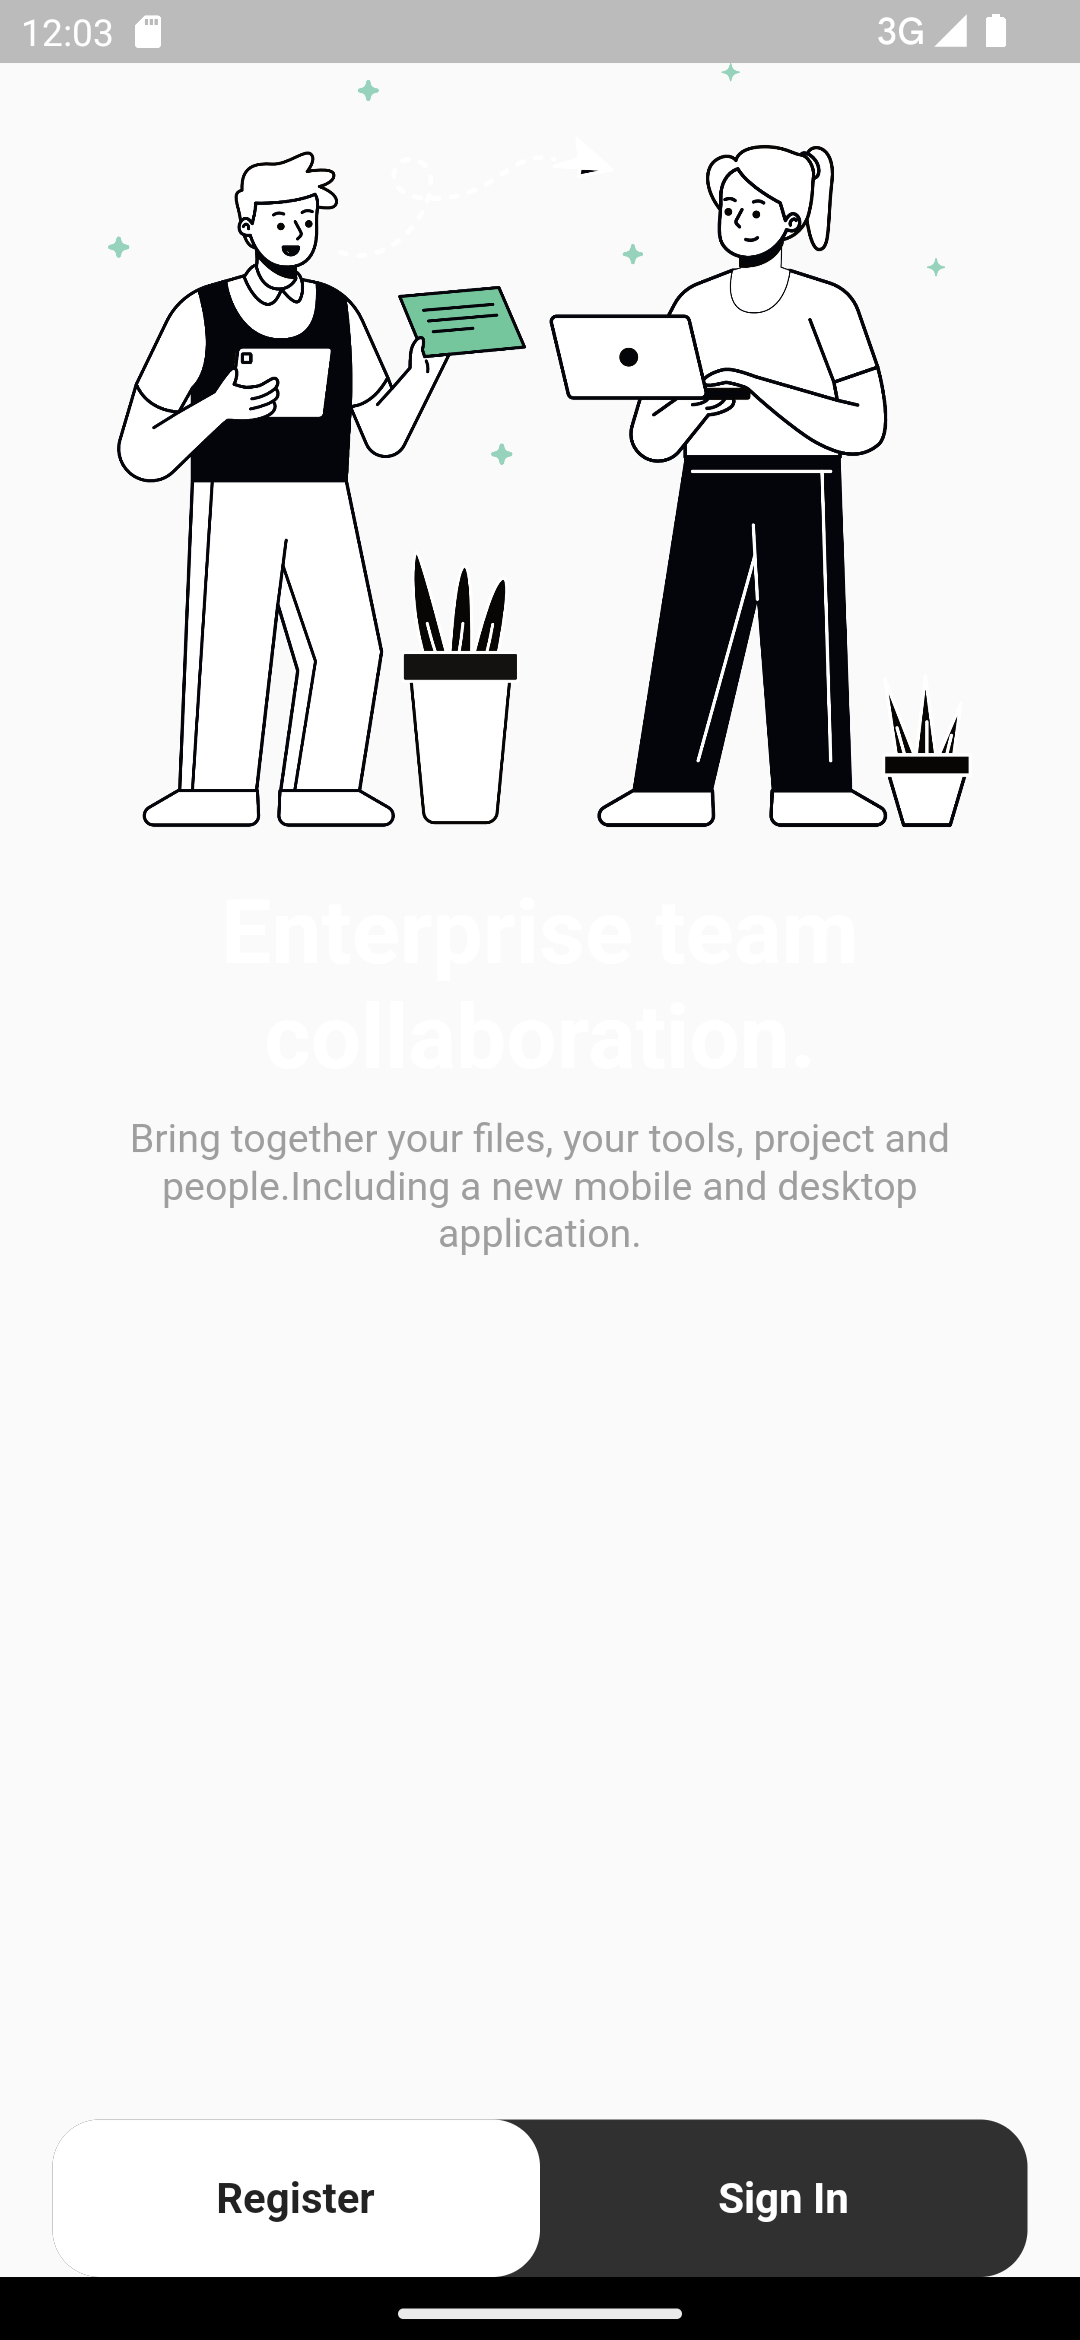 12:03
3G
Enterprise team
collaboration.
Bring together your files, your tools, project and
people.Including a new mobile and desktop
application.
Register
Sign In